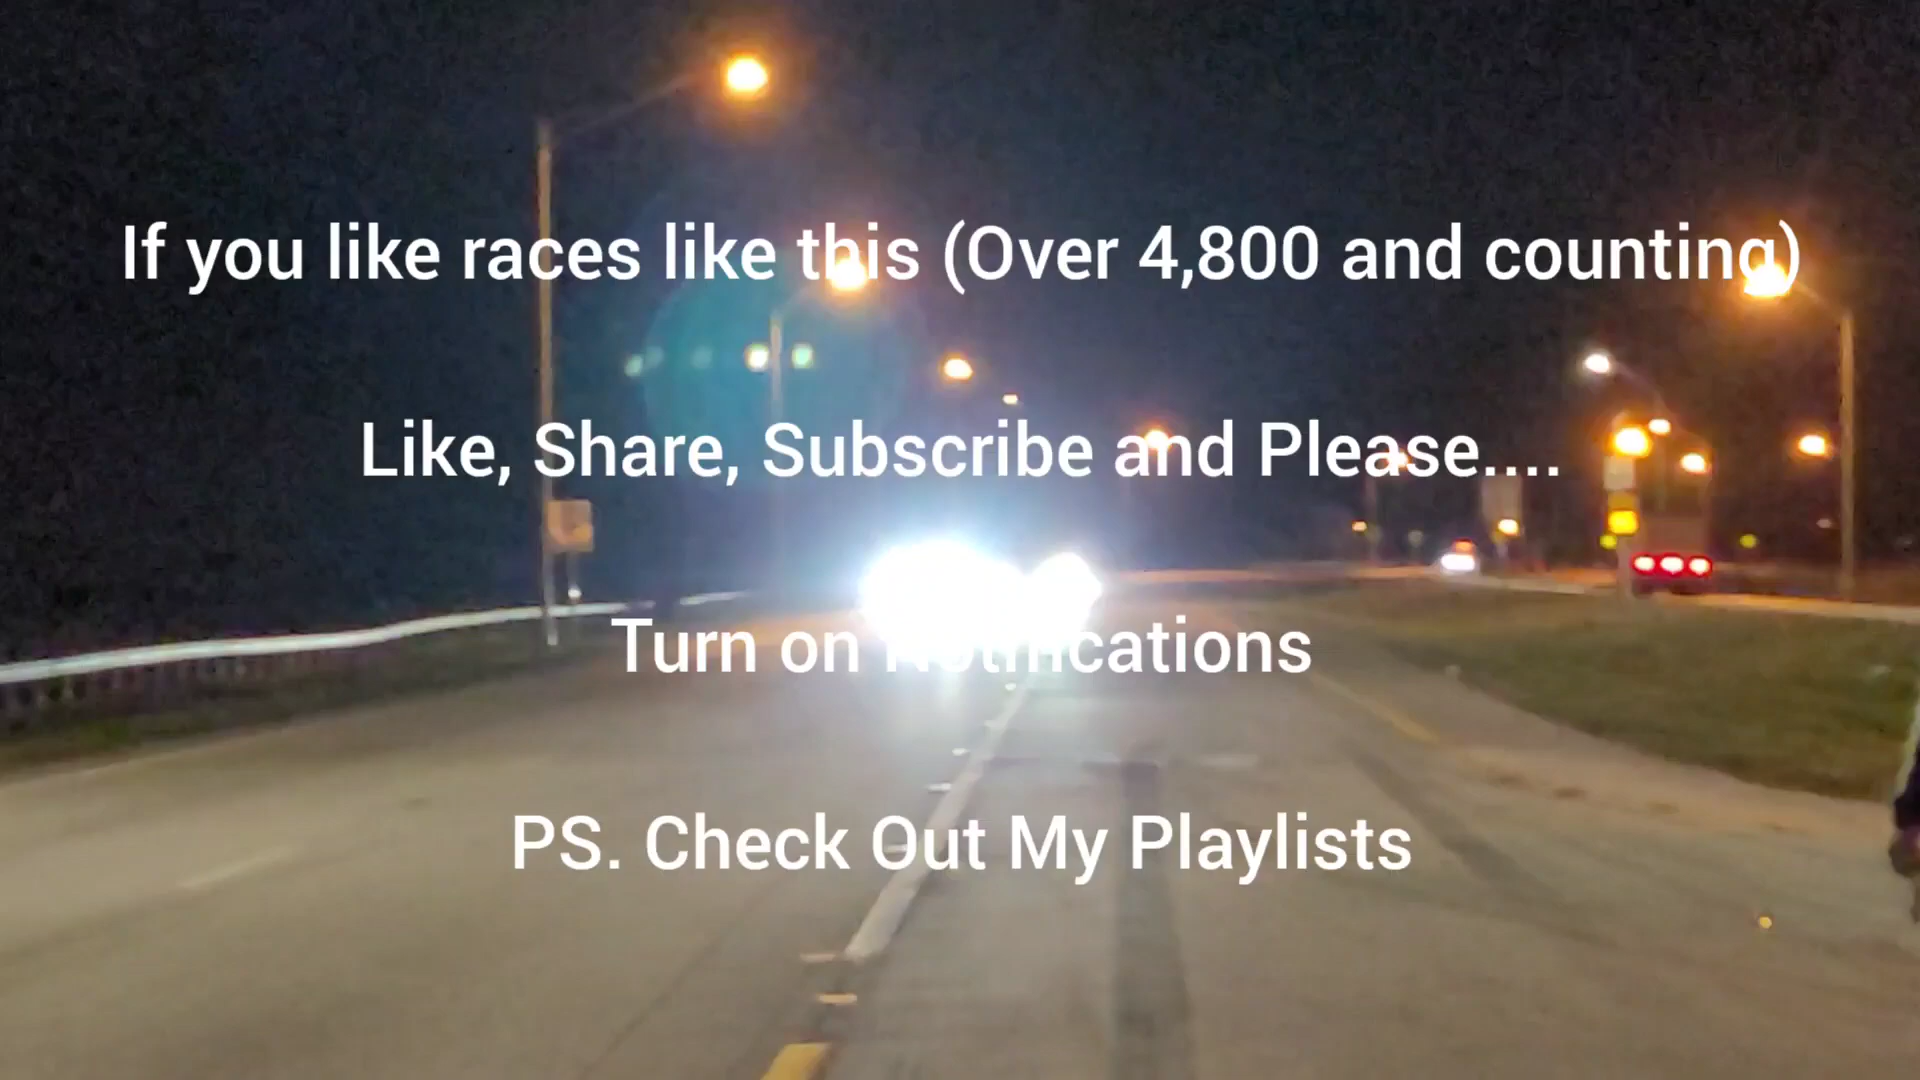 If you like races like this (Over 4,800 and counting)
Like, Share, Subscribe and Please....
Turn on Notifications
PS. Check Out My Playlists